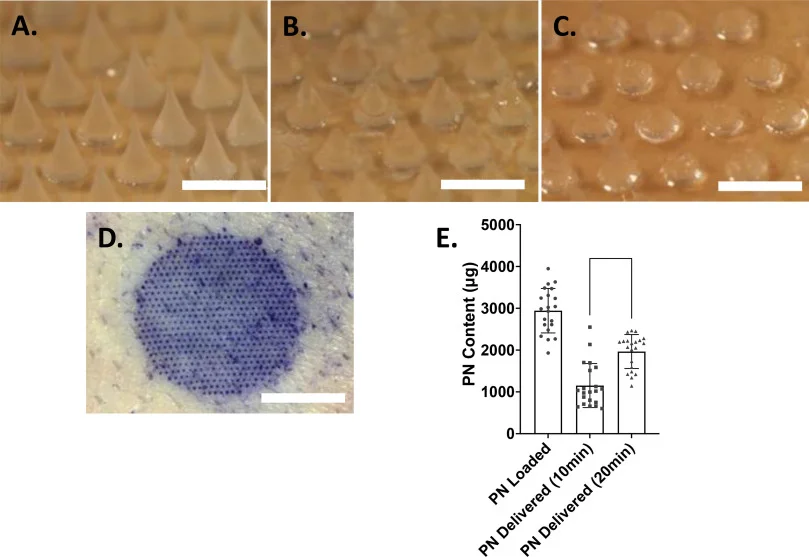 A.
B.
C.
D.
E.
5000
4000
3000
2000
1000
0
PN Content (µg)
PN Loaded
PN Delivered (10min)
PN Delivered (20min)